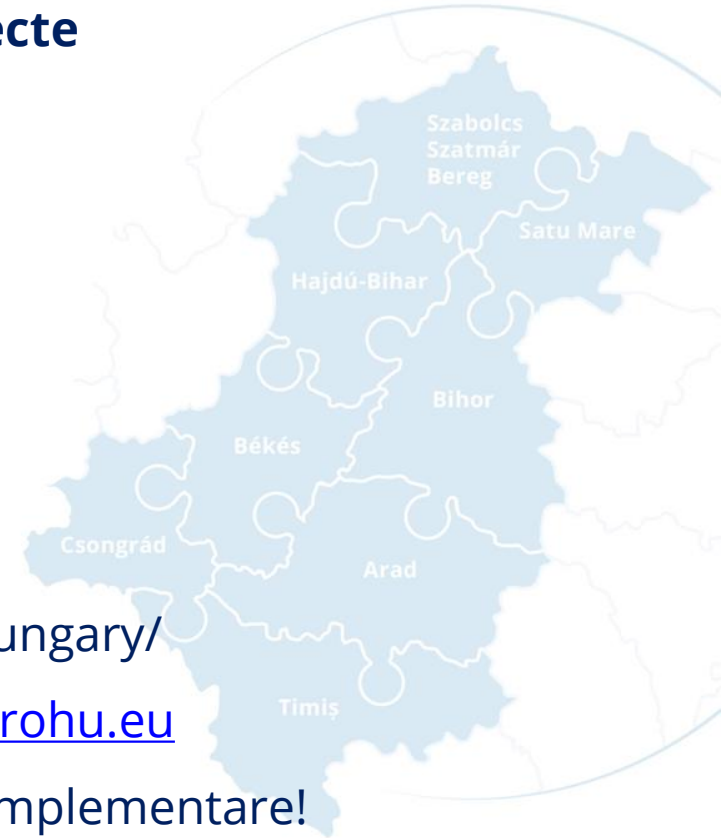 ecte
Szabolcs
Szatmár
Bereg
Satu Mare
Hajdú-Bihar
Bihor
Békés
Csongrád
Arad
ungary/
Timiș
rohu.eu
mplementare!